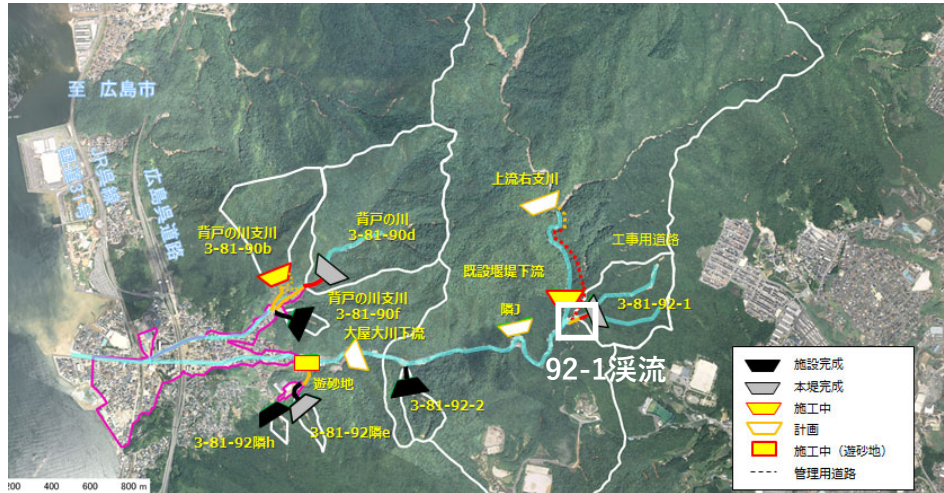 至 広島市
JR呉線
国道31号
広島呉道路
上流右支川
背戸の川
3-81-90d
背戸の川支川
3-81-90b
工事用道路
既設堰堤下流
3-81-92-1
背戸の川支川
3-81-90f
隣J
大屋大川下流
92-1渓流
遊砂地
3-81-92-2
3-81-92隣e
3-81-92隣h
施設完成
本堤完成
施工中
計画
施工中（遊砂地）
管理用道路
200 400 600 800 m